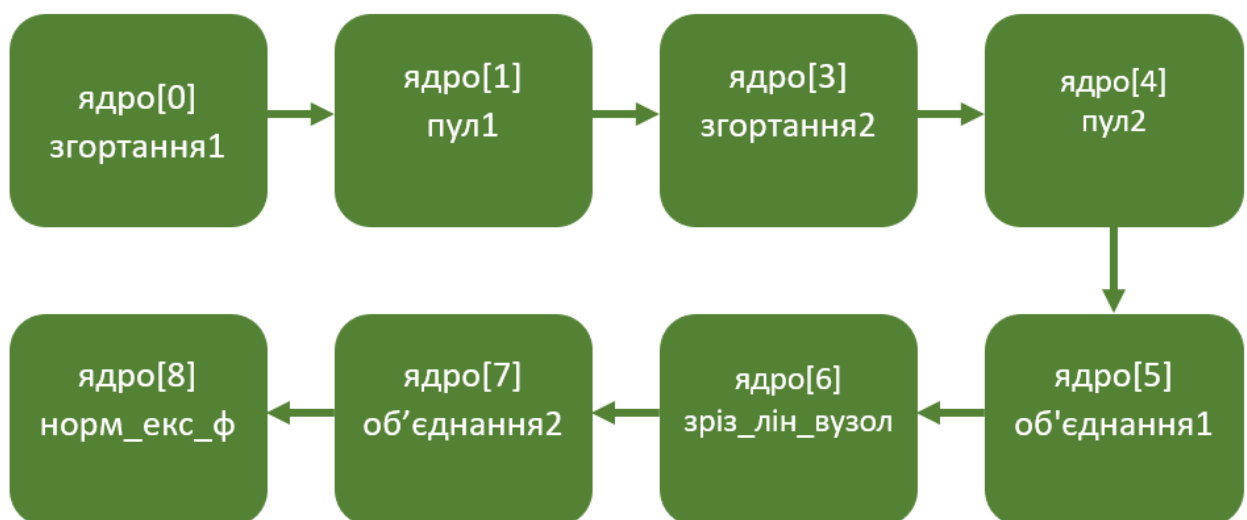 ядро[0]
згортання1
ядро[1]
пул1
ядро[3]
згортання2
ядро[4]
пул2
ядро[8]
норм_екс_ф
ядро[7]
об’єднання2
ядро[6]
зріз_лін_вузол
ядро[5]
об'єднання1